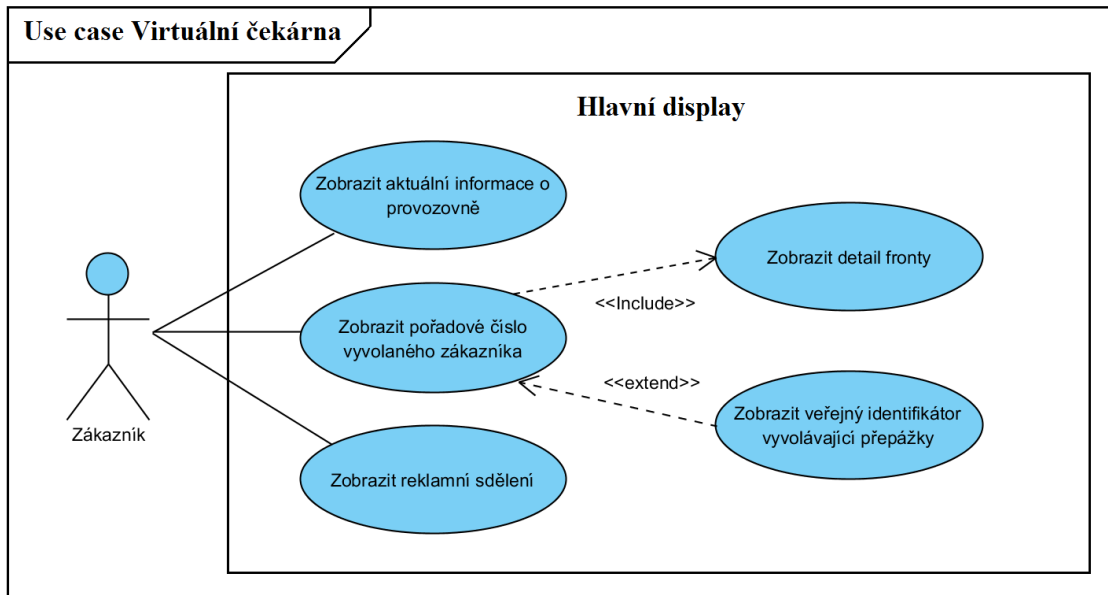 Use case Virtuální čekárna
Hlavní display
Zobrazit aktuální informace o
provozovně
Zobrazit detail fronty
<<Include>>
Zobrazit pořadové číslo
vyvolaného zákazníka
<<extend>>
Zobrazit veřejný identifikátor
vyvolávající přepážky
Zákazník
Zobrazit reklamní sdělení